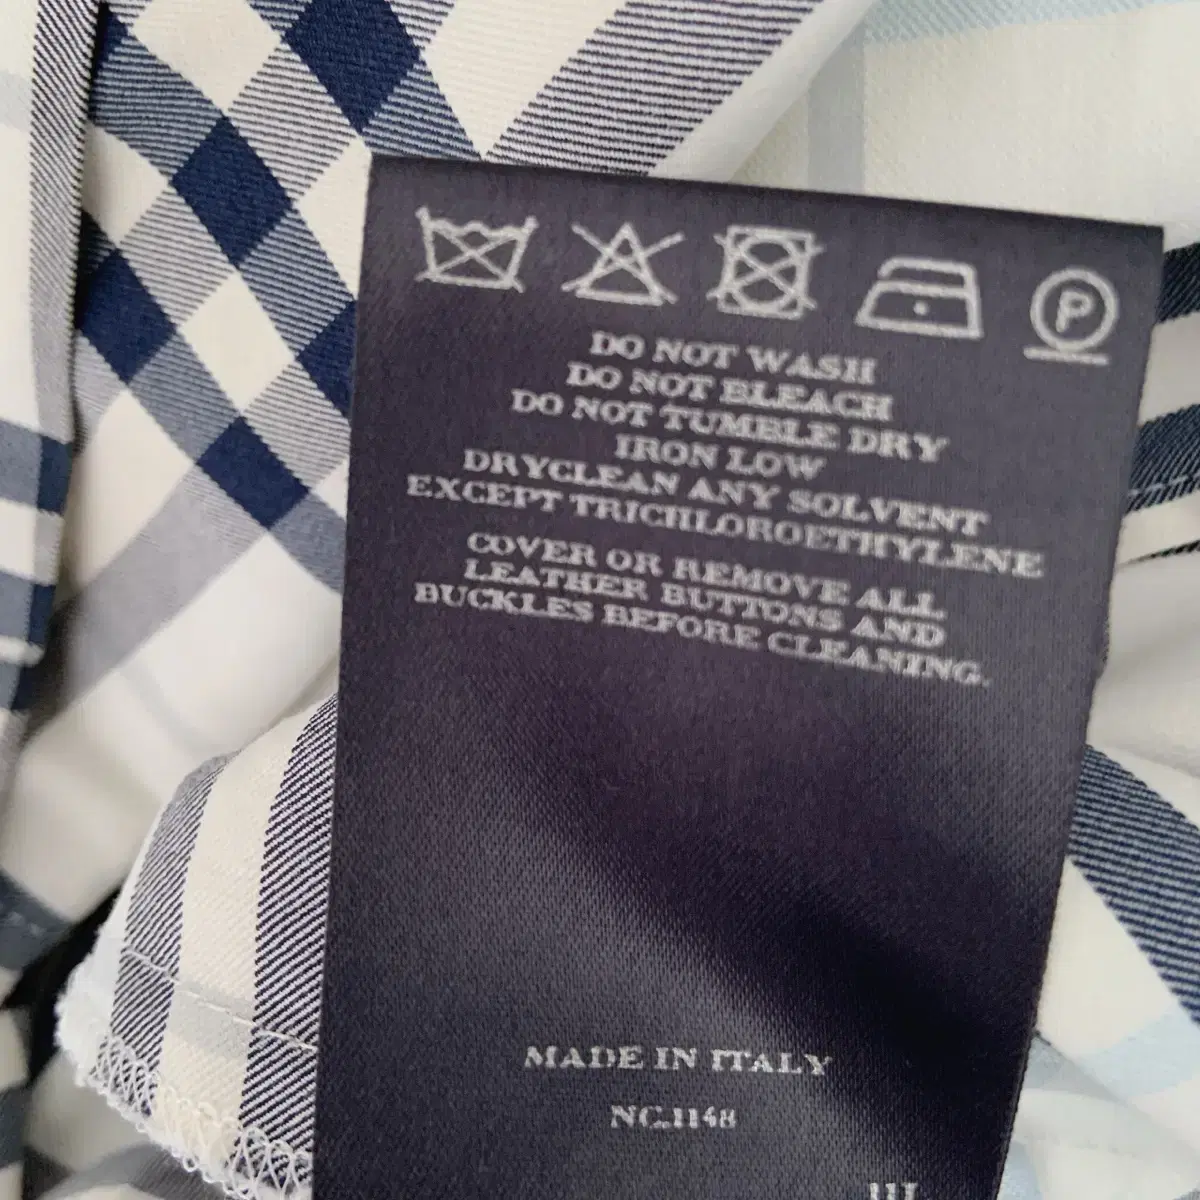 P
DO NOT WASH
DO NOT BLEACH
DO NOT TUMBLE DRY
IRON LOW
DRYCLEAN ANY SOLVENT
EXCEPT TRICHLOROETHYLENE
COVER OR REMOVE ALL
LEATHER BUTTONS AND
BUCKLES BEFORE CLEANING.
MADE IN ITALY
NC.1148